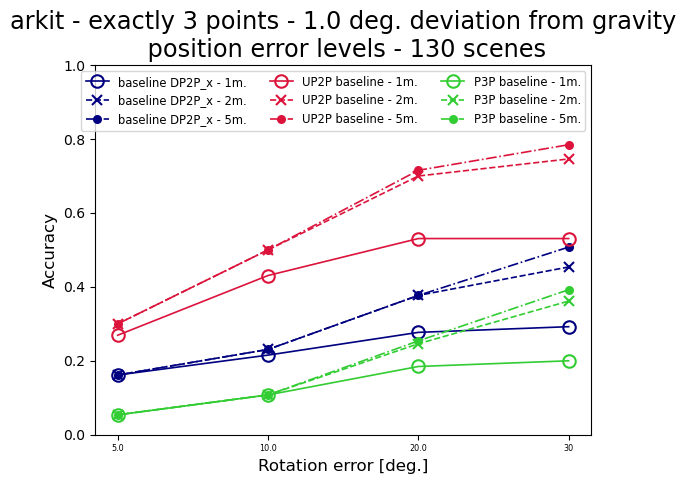 arkit - exactly 3 points - 1.0 deg. deviation from gravity
position error levels - 130 scenes
baseline DP2P_x - 1m.
baseline DP2P_x - 2m.
baseline DP2P_x - 5m.
UP2P baseline - 1m.
UP2P baseline - 2m.
UP2P baseline - 5m.
P3P baseline - 1m.
P3P baseline - 2m.
P3P baseline - 5m.
Accuracy
1.0
0.8
0.6
0.4
0.2
0.0
5.0
10.0
20.0
30
Rotation error [deg.]